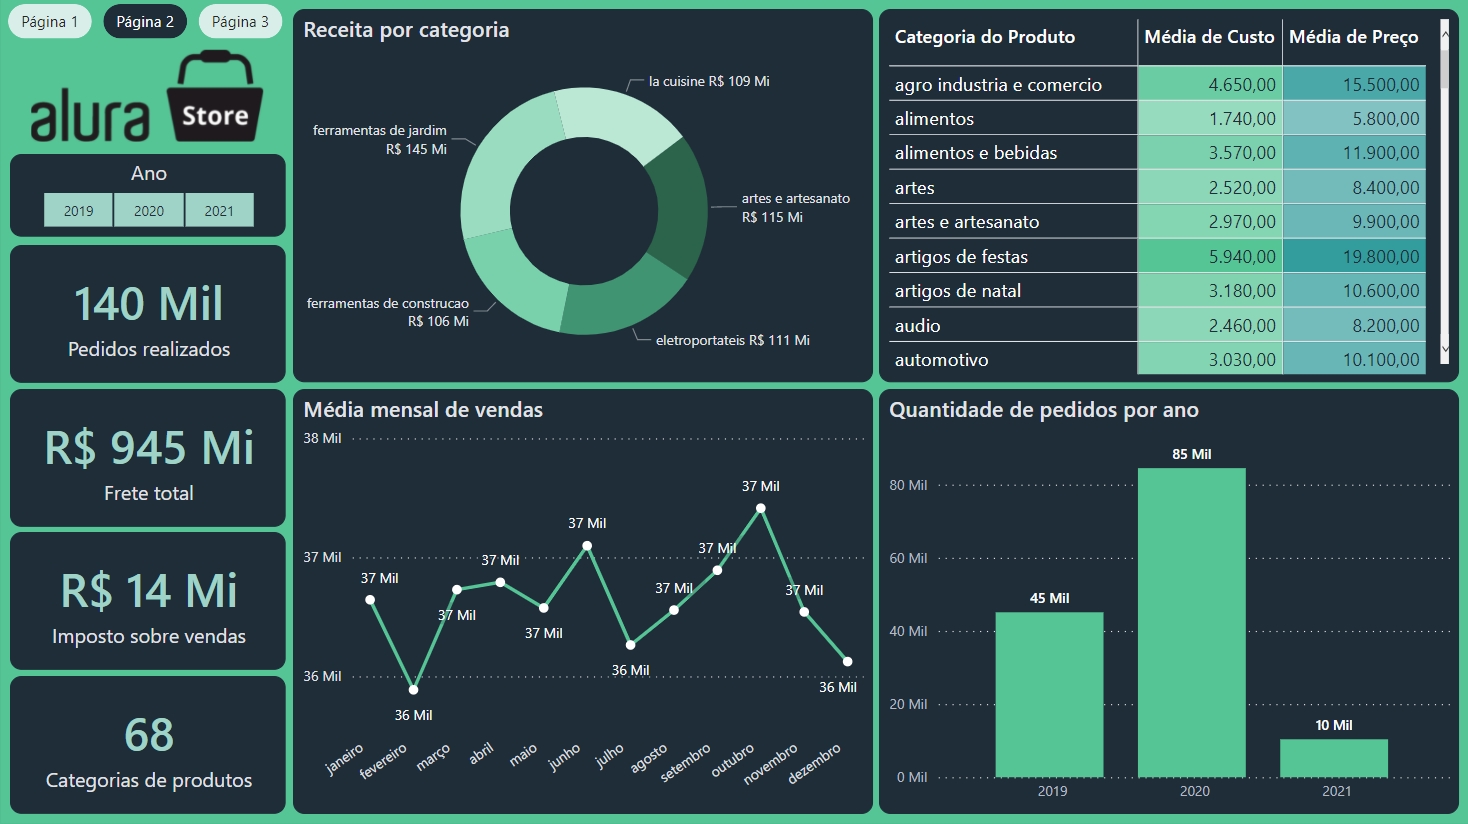 Página 1
Página 2
Página 3
alura
Store
Ano
2019
2020
2021
140 Mil
Pedidos realizados
R$ 945 Mi
Frete total
R$ 14 Mi
Imposto sobre vendas
68
Categorias de produtos
Receita por categoria
la cuisine R$ 109 Mi
ferramentas de jardim
R$ 145 Mi
artes e artesanato
R$ 115 Mi
ferramentas de construcao
R$ 106 Mi
eletroportateis R$ 111 Mi
Categoria do Produto Média de Custo Média de Preço
agro industria e comercio 4.650,00 15.500,00
alimentos 1.740,00 5.800,00
alimentos e bebidas 3.570,00 11.900,00
artes 2.520,00 8.400,00
artes e artesanato 2.970,00 9.900,00
artigos de festas 5.940,00 19.800,00
artigos de natal 3.180,00 10.600,00
audio 2.460,00 8.200,00
automotivo 3.030,00 10.100,00
Média mensal de vendas
38 Mil
37 Mil
36 Mil
37 Mil
36 Mil
37 Mil
37 Mil
37 Mil
37 Mil
36 Mil
37 Mil
37 Mil
37 Mil
37 Mil
36 Mil
janeiro
fevereiro
março
abril
maio
junho
julho
agosto
setembro
outubro
novembro
dezembro
Quantidade de pedidos por ano
80 Mil
60 Mil
40 Mil
20 Mil
0 Mil
45 Mil
85 Mil
10 Mil
2019
2020
2021